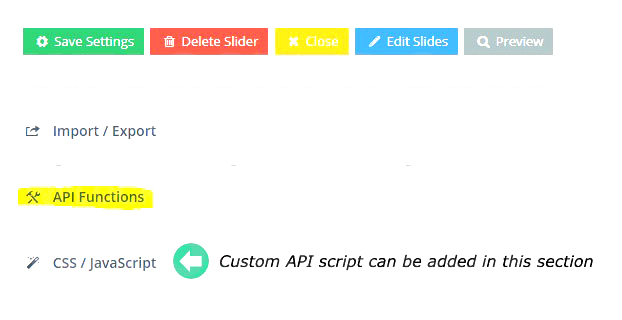 Save Settings Delete Slider Close Edit Slides Preview
Import / Export
API Functions
CSS / JavaScript Custom API script can be added in this section